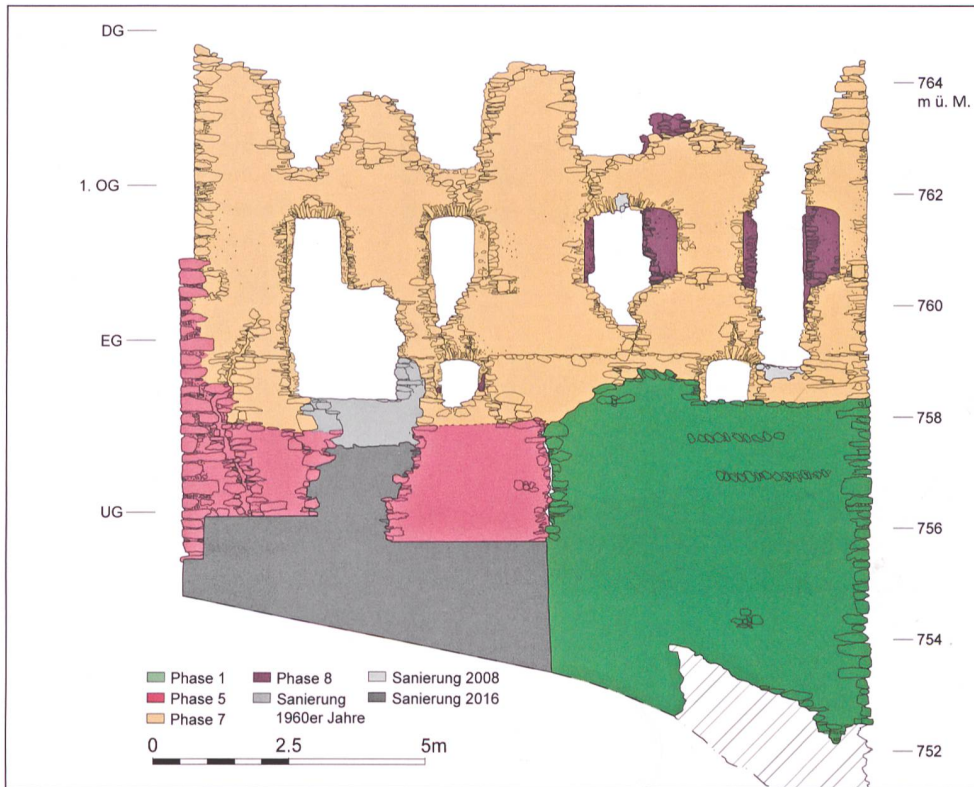 DG
764
m ü. M.
1. OG
762
760
EG
758
UG
756
754
Phase 1
Phase 8
Sanierung 2008
Phase 5
Sanierung
1960er Jahre
Sanierung 2016
Phase 7
752
0 2.5 5m